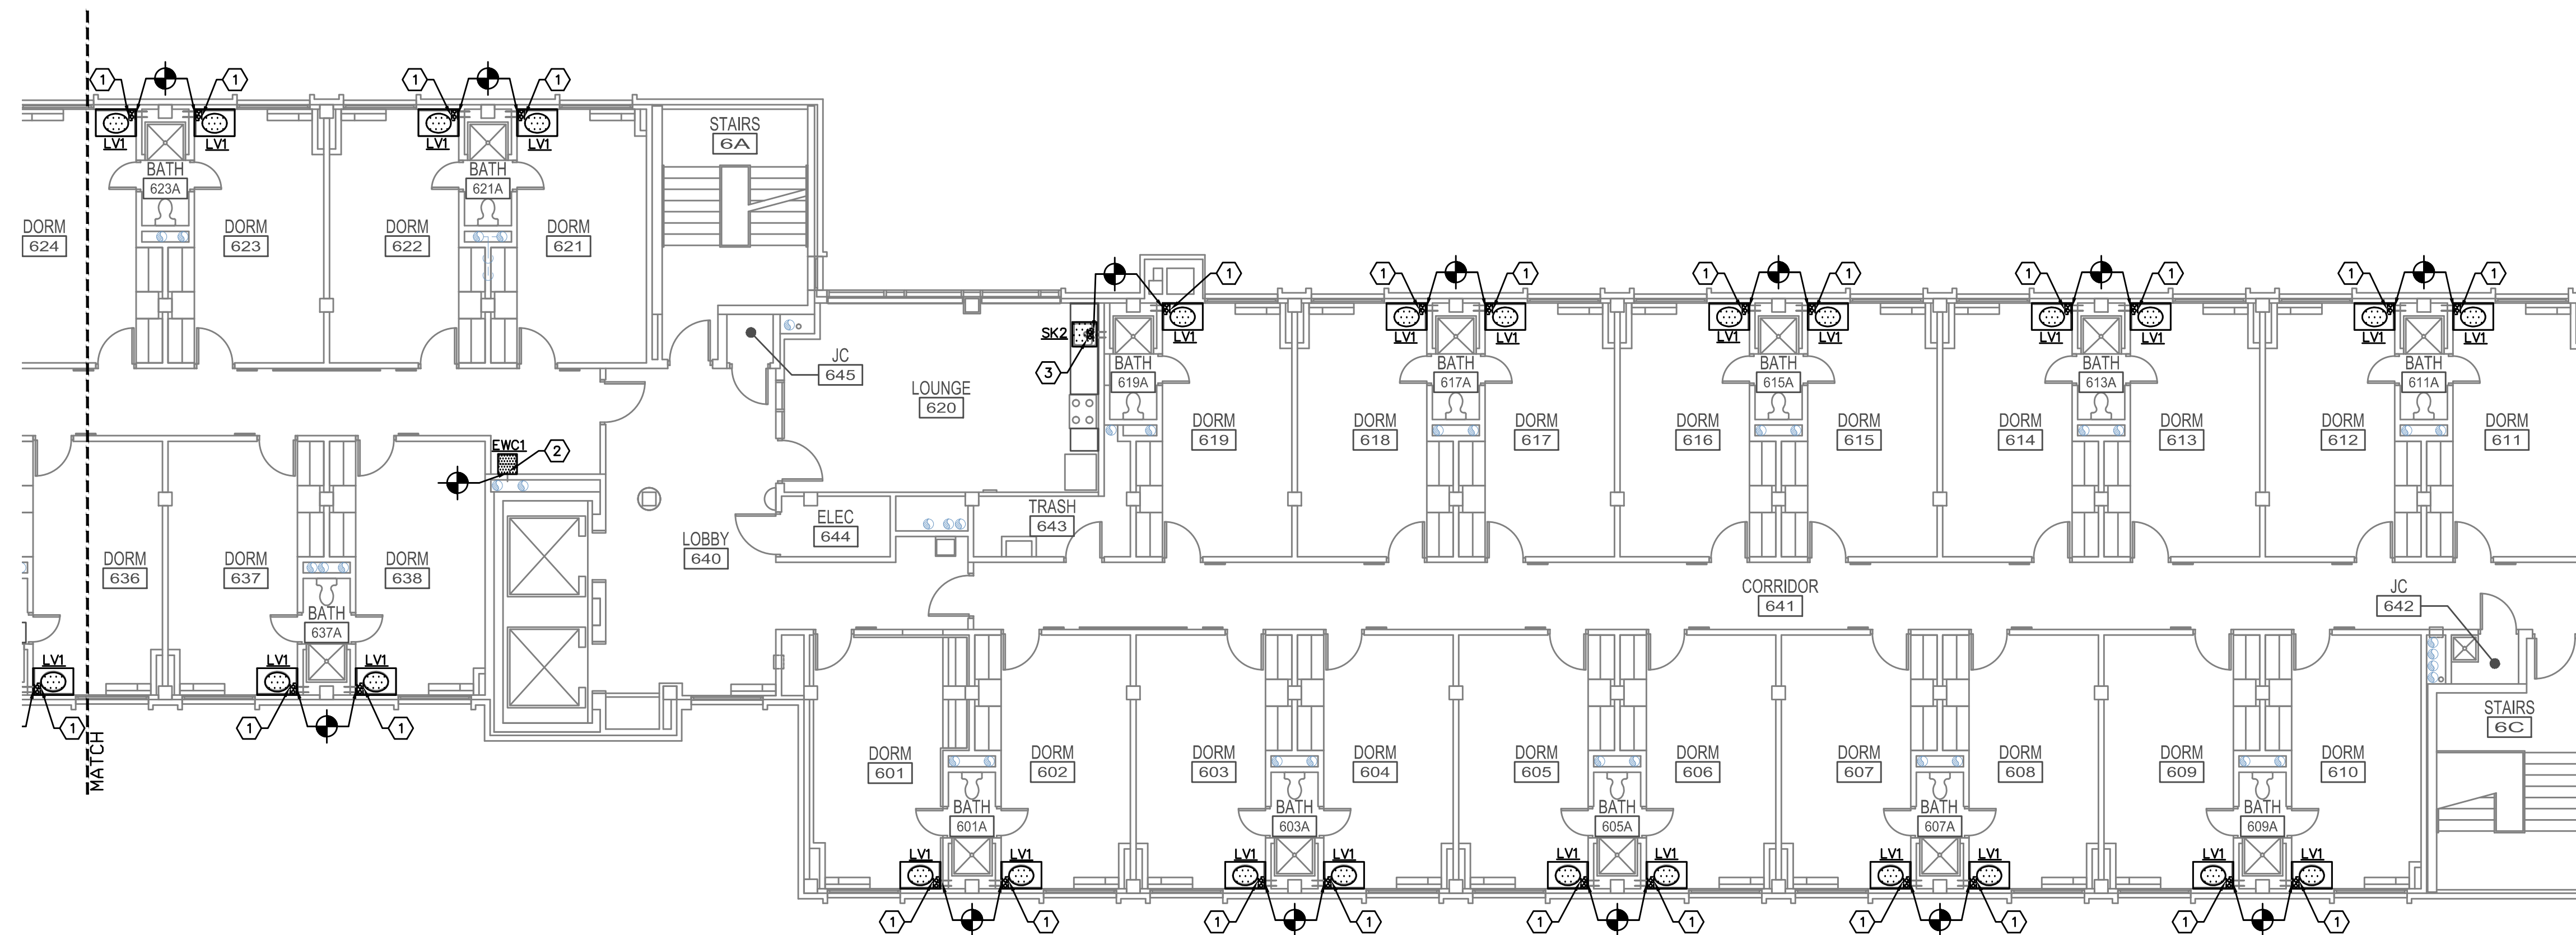 1 1 1 1
LV1 LV1 LV1 LV1
STAIRS
6A
BATH
623A
BATH
621A
DORM
624
DORM
623
DORM
622
DORM
621
1 1 1 1 1 1 1 1 1
SK2
LV1 LV1 LV1 LV1 LV1 LV1 LV1 LV1 LV1
3
JC
645
LOUNGE
620
BATH
619A
BATH
617A
BATH
615A
BATH
613A
BATH
611A
DORM
619
DORM
618
DORM
617
DORM
616
DORM
615
DORM
614
DORM
613
DORM
612
DORM
611
EWC1
2
ELEC
644
TRASH
643
LOBBY
640
DORM
636
DORM
637
DORM
638
BATH
637A
CORRIDOR
641
JC
642
LV1 LV1 LV1
1 1 1
MATCH
STAIRS
6C
DORM
601
DORM
602
DORM
603
DORM
604
DORM
605
DORM
606
DORM
607
DORM
608
DORM
609
DORM
610
BATH
601A
BATH
603A
BATH
605A
BATH
607A
BATH
609A
LV1 LV1 LV1 LV1 LV1 LV1 LV1 LV1 LV1 LV1
1 1 1 1 1 1 1 1 1 1